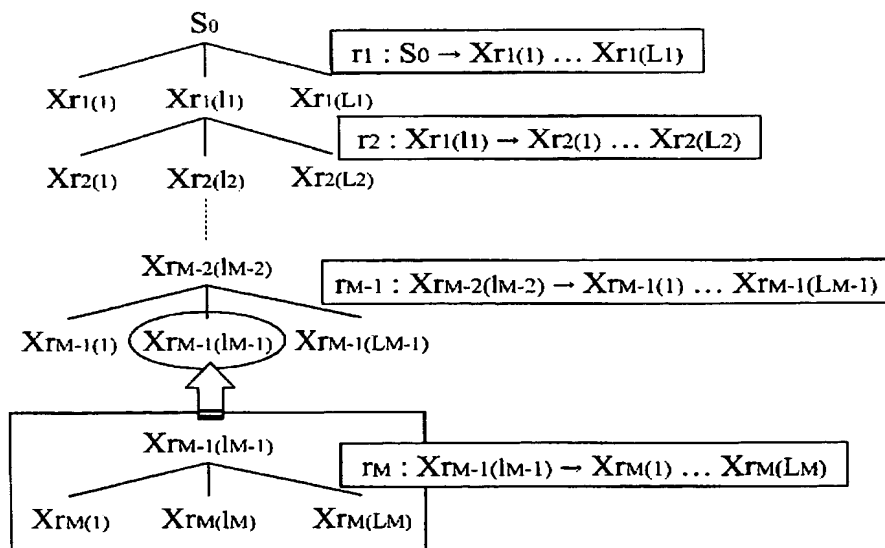 S0
r1 : S0 → Xr1(1) ... Xr1(L1)
Xr1(1) Xr1(l1) Xr1(L1)
r2 : Xr1(l1) → Xr2(1) ... Xr2(L2)
Xr2(1) Xr2(l2) Xr2(L2)
XrM-2(lM-2)
rM-1 : XrM-2(lM-2) → XrM-1(1) ... XrM-1(LM-1)
XrM-1(1) XrM-1(lM-1) XrM-1(LM-1)
XrM-1(lM-1)
rM : XrM-1(lM-1) → XrM(1) ... XrM(LM)
XrM(1) XrM(lM) XrM(LM)